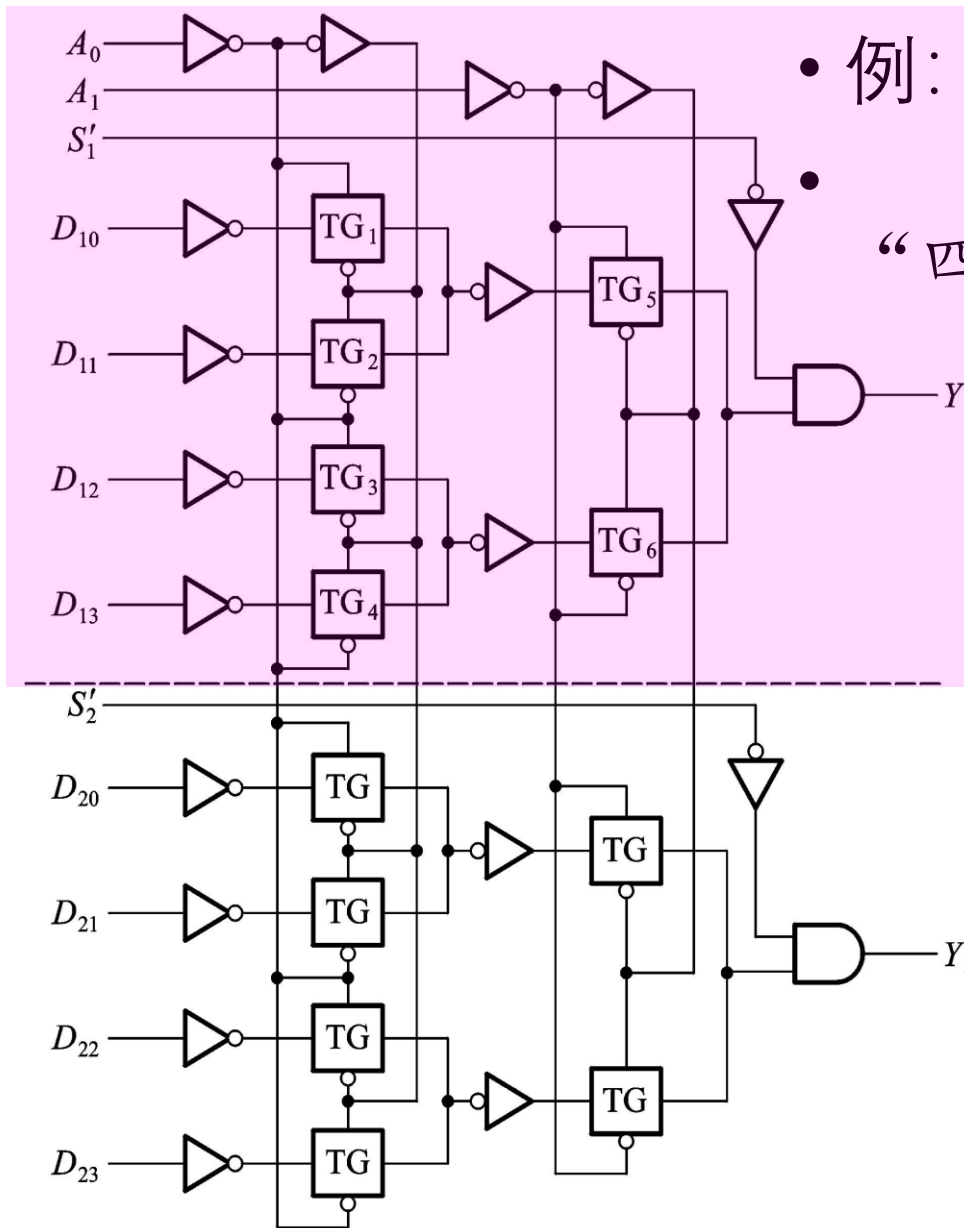 A₀
• 例：
A₁
S′₁
•
D₁₀
TG₁
“四
TG₅
D₁₁
TG₂
Y
D₁₂
TG₃
TG₆
D₁₃
TG₄
S′₂
D₂₀
TG
TG
D₂₁
TG
Y
D₂₂
TG
TG
D₂₃
TG